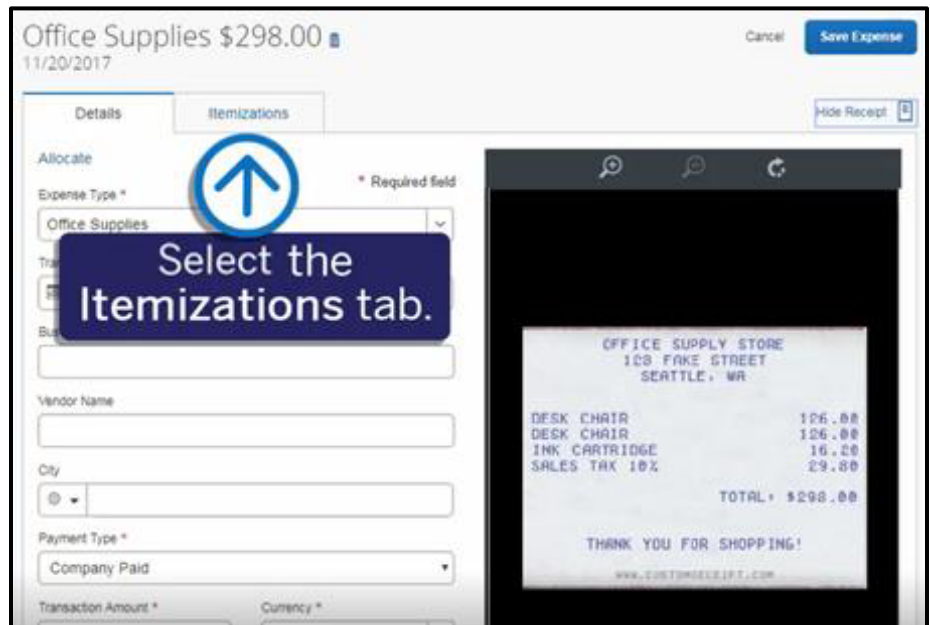 Office Supplies $298.00
11/20/2017
Cancel
Save Expense
Details
Itemizations
Hide Receipt
Allocate
* Required field
Expense Type *
Office Supplies
Select the
Itemizations tab.
Vendor Name
City
Payment Type *
Company Paid
Transaction Amount *
Currency *
OFFICE SUPPLY STORE
123 FAKE STREET
SEATTLE, WA
DESK CHAIR 126.00
DESK CHAIR 126.00
INK CARTRIDGE 16.20
SALES TAX 10% 29.80
TOTAL: $298.00
THANK YOU FOR SHOPPING!